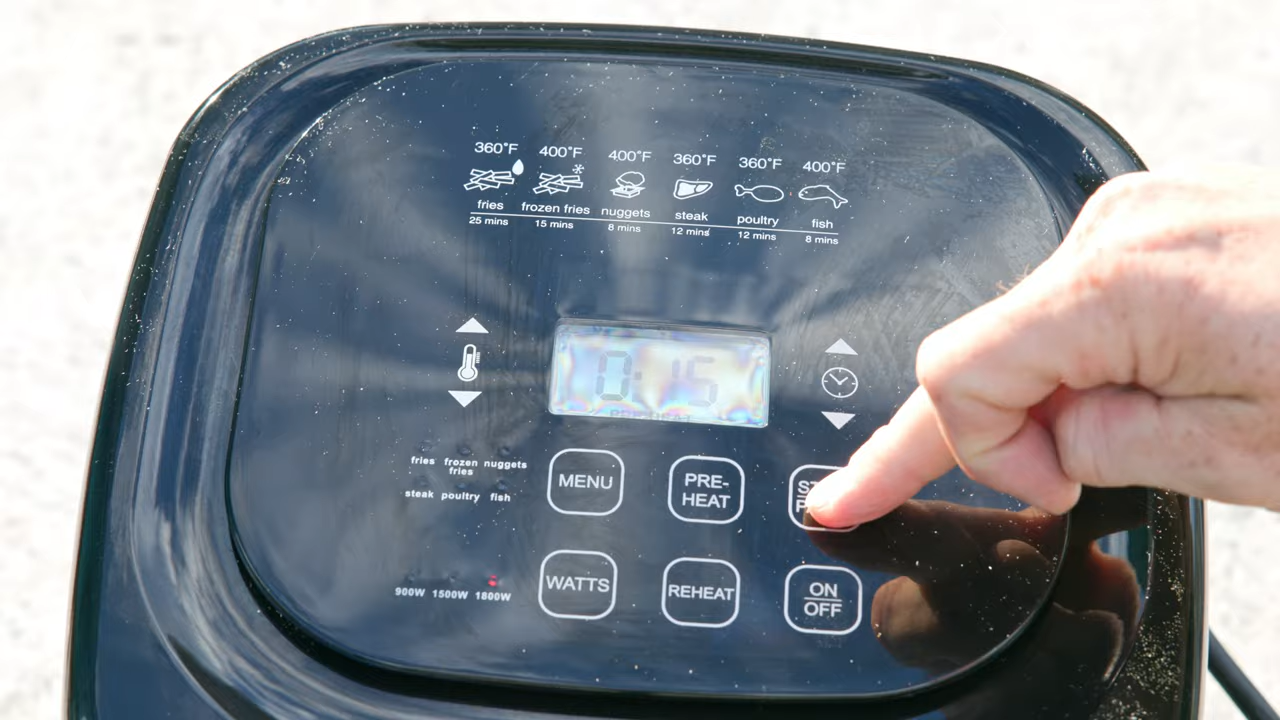 360°F 400°F 400°F 360°F 360°F 400°F
fries frozen fries nuggets steak poultry fish
25 mins 15 mins 8 mins 12 mins 12 mins 8 mins
0:15
PREHEAT
fries frozen fries nuggets
steak poultry fish
MENU
PRE-
HEAT
900W 1500W 1800W
WATTS
REHEAT
ON
OFF